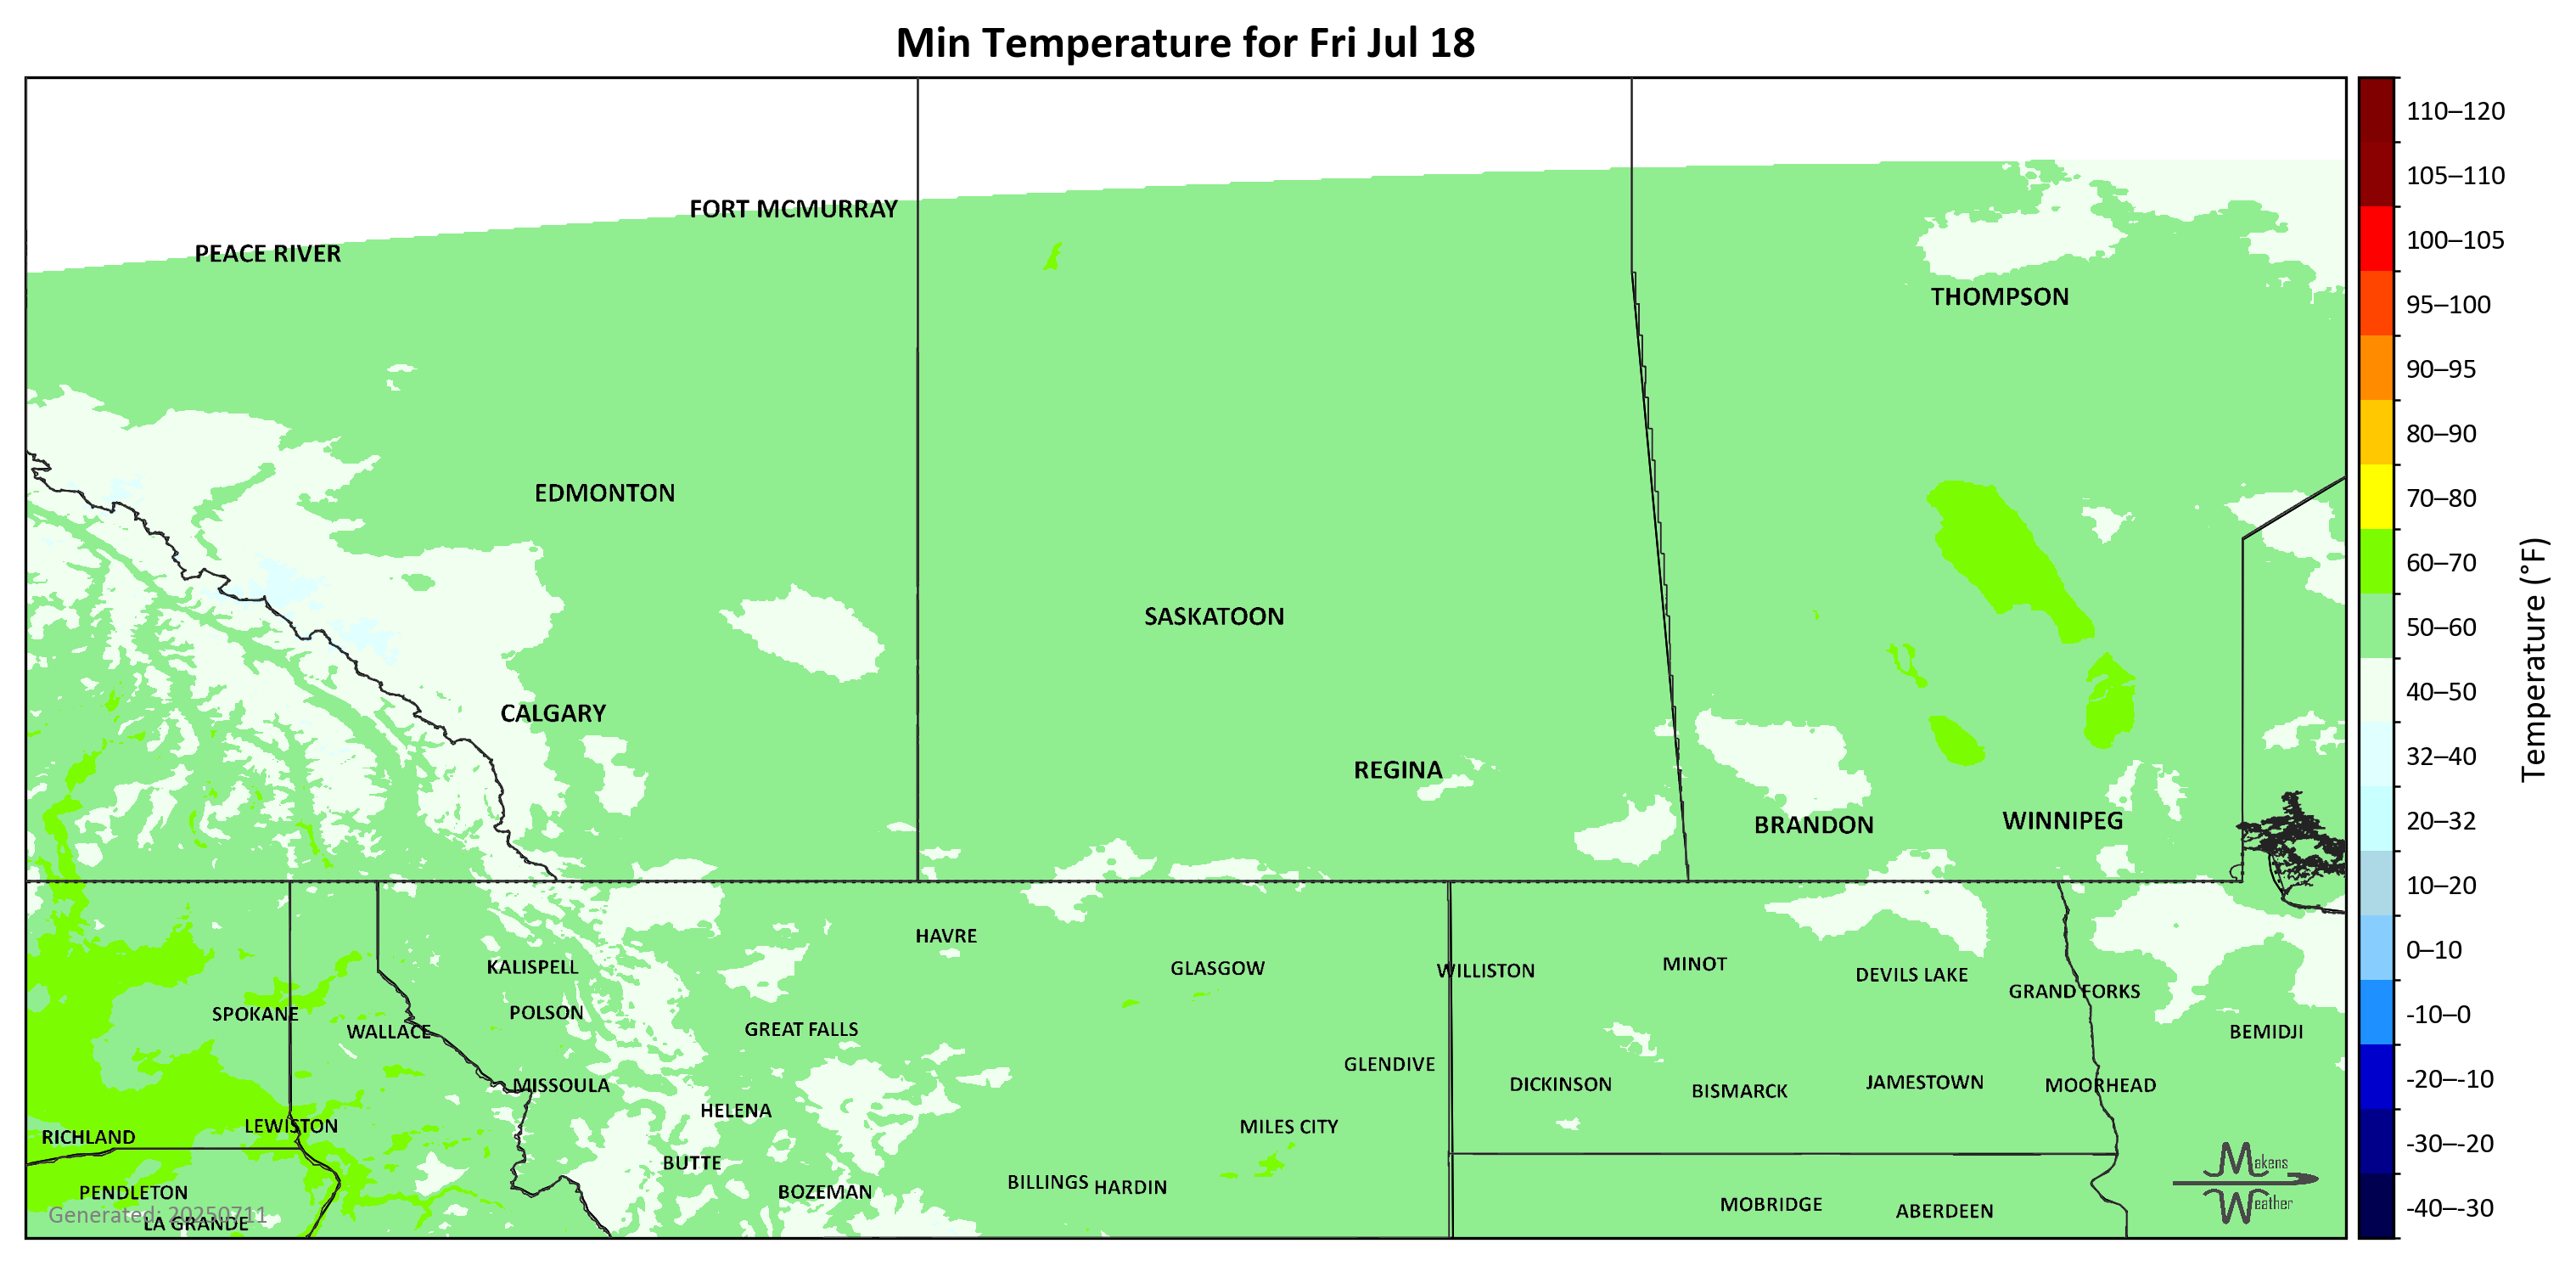 Min Temperature for Fri Jul 18
FORT MCMURRAY
PEACE RIVER
THOMPSON
EDMONTON
SASKATOON
CALGARY
REGINA
BRANDON
WINNIPEG
HAVRE
KALISPELL
GLASGOW
WILLISTON
MINOT
DEVILS LAKE
GRAND FORKS
SPOKANE
POLSON
WALLACE
GREAT FALLS
BEMIDJI
GLENDIVE
MISSOULA
DICKINSON
BISMARCK
JAMESTOWN
MOORHEAD
HELENA
LEWISTON
MILES CITY
RICHLAND
BUTTE
PENDLETON
BOZEMAN
BILLINGS
HARDIN
MOBRIDGE
ABERDEEN
Generated: 20250711
LA GRANDE
Makens
Weather
110–120
105–110
100–105
95–100
90–95
80–90
70–80
60–70
50–60
40–50
32–40
20–32
10–20
0–10
-10–0
-20–-10
-30–-20
-40–-30
Temperature (°F)